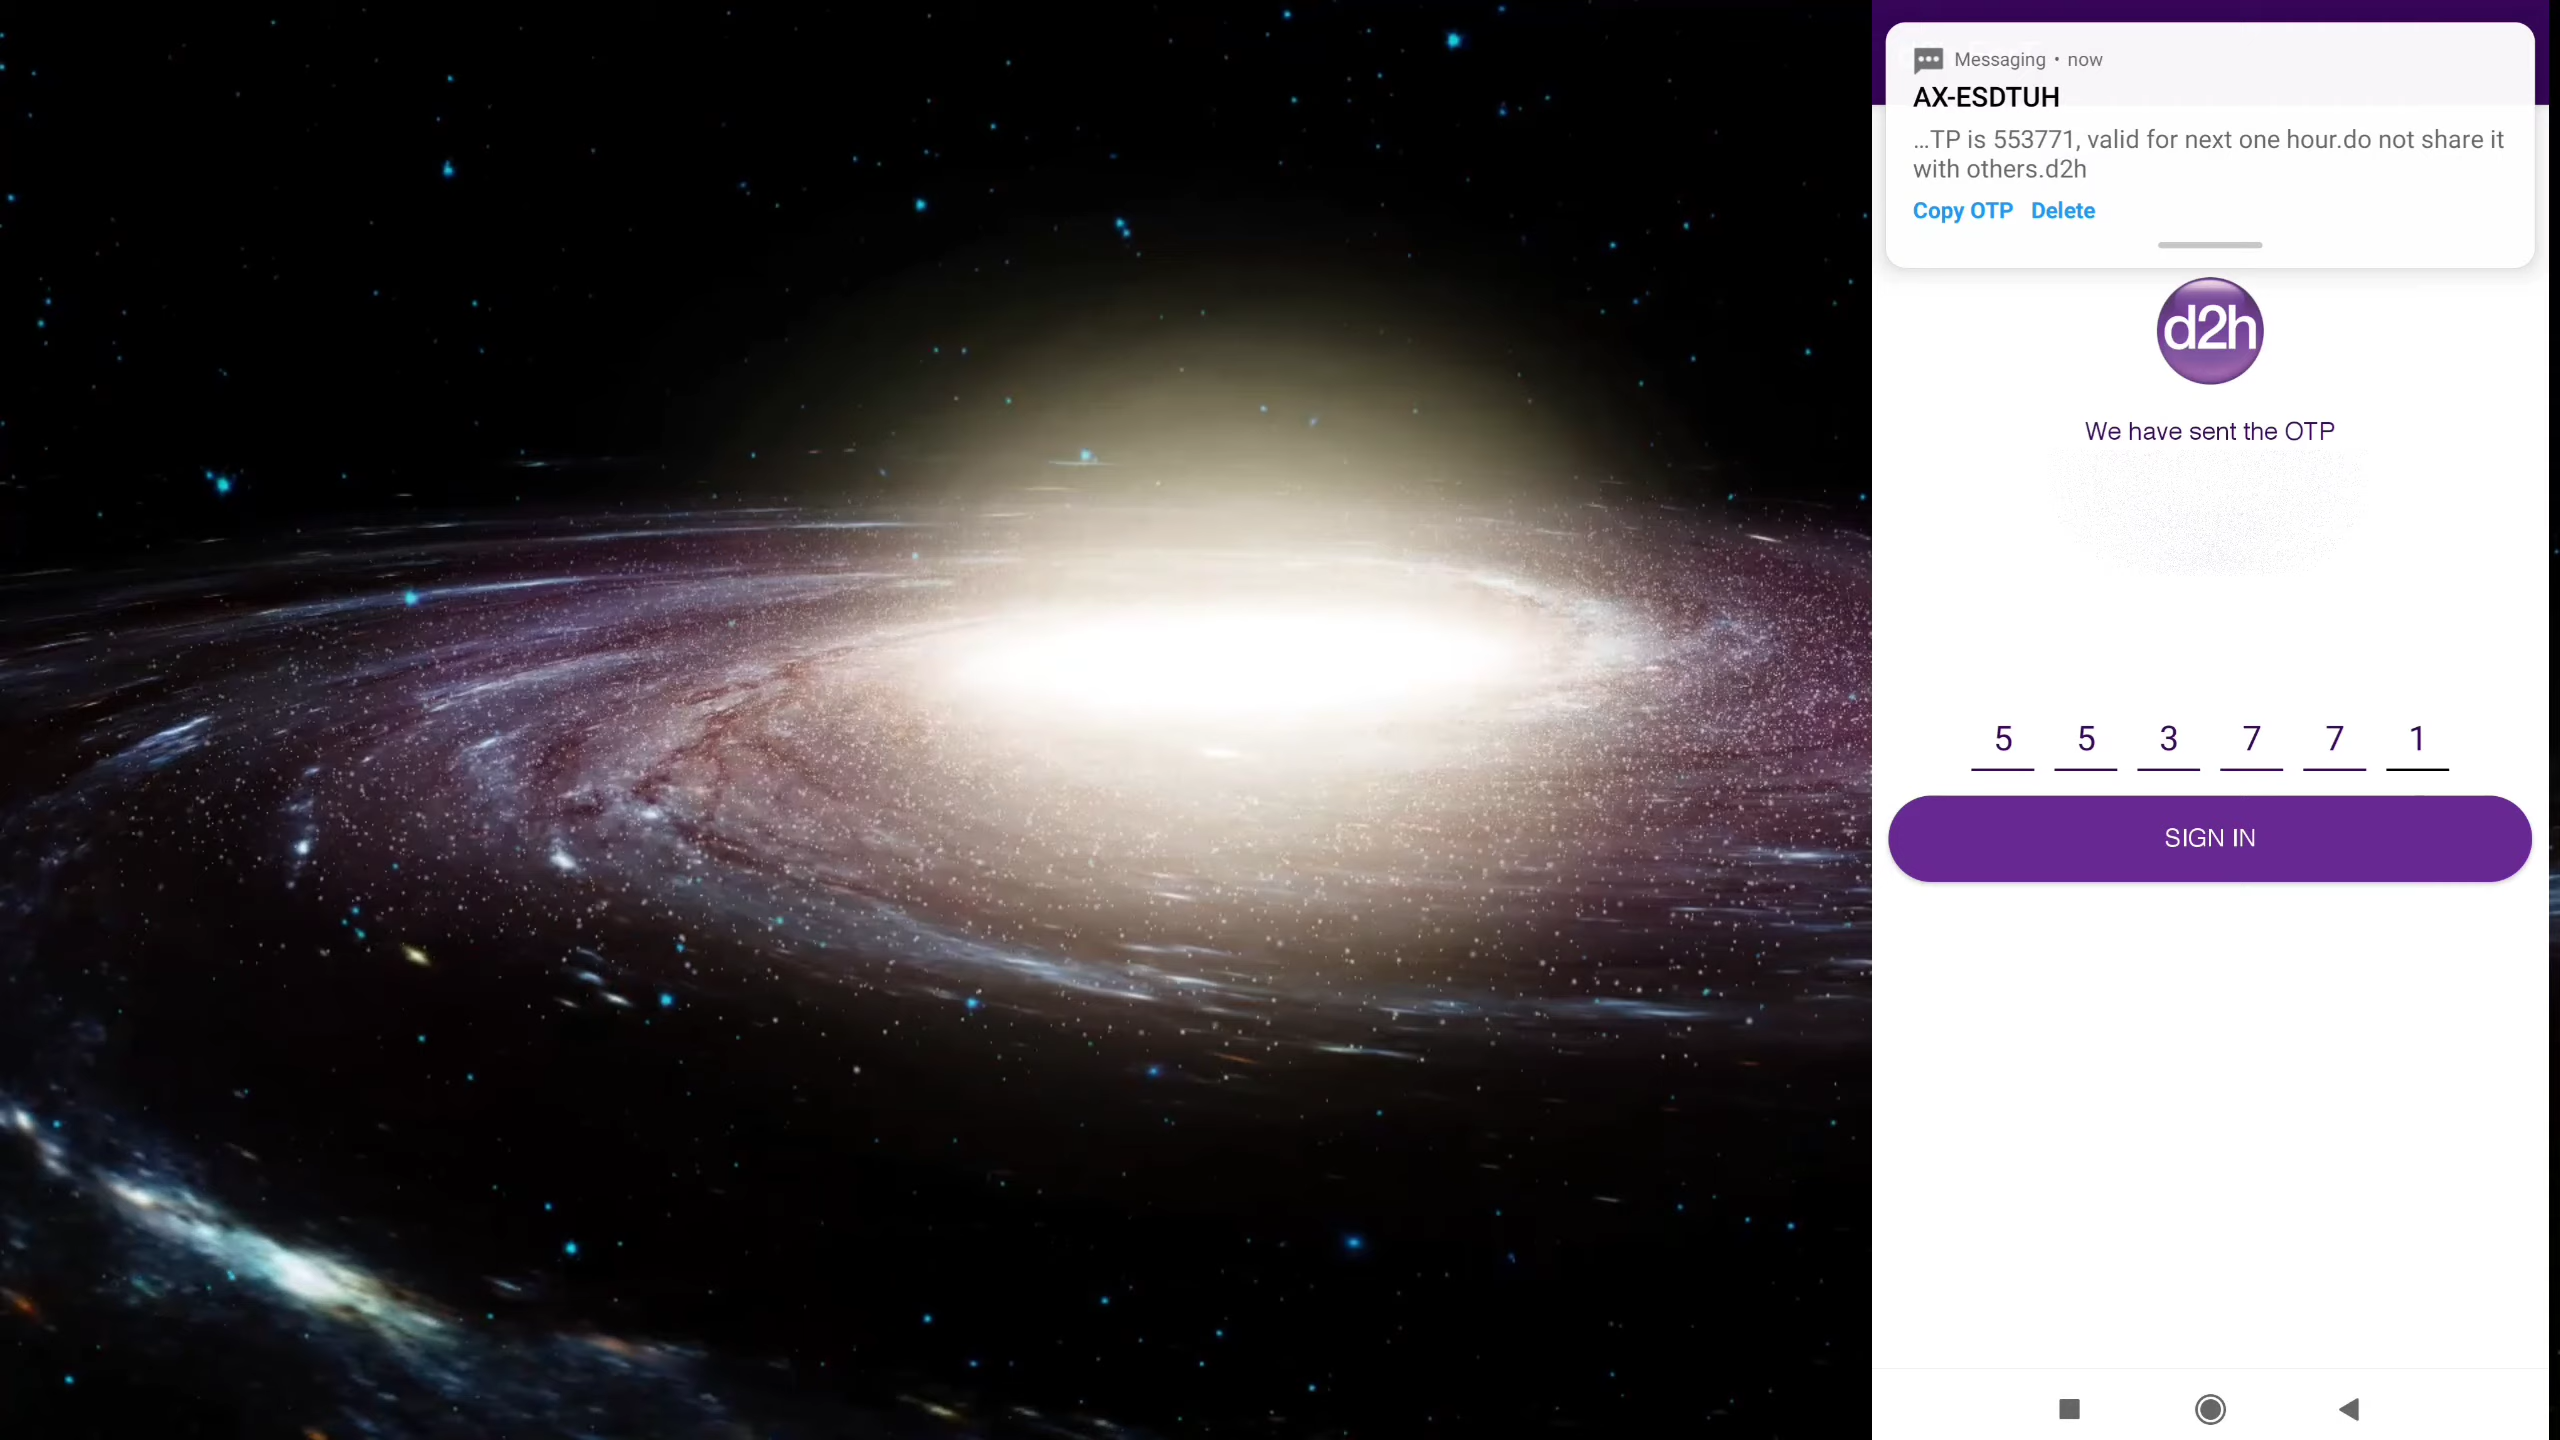 Messaging • now
AX-ESDTUH
...TP is 553771, valid for next one hour.do not share it
with others.d2h
Copy OTP Delete
d2h
We have sent the OTP
5 5 3 7 7 1
SIGN IN